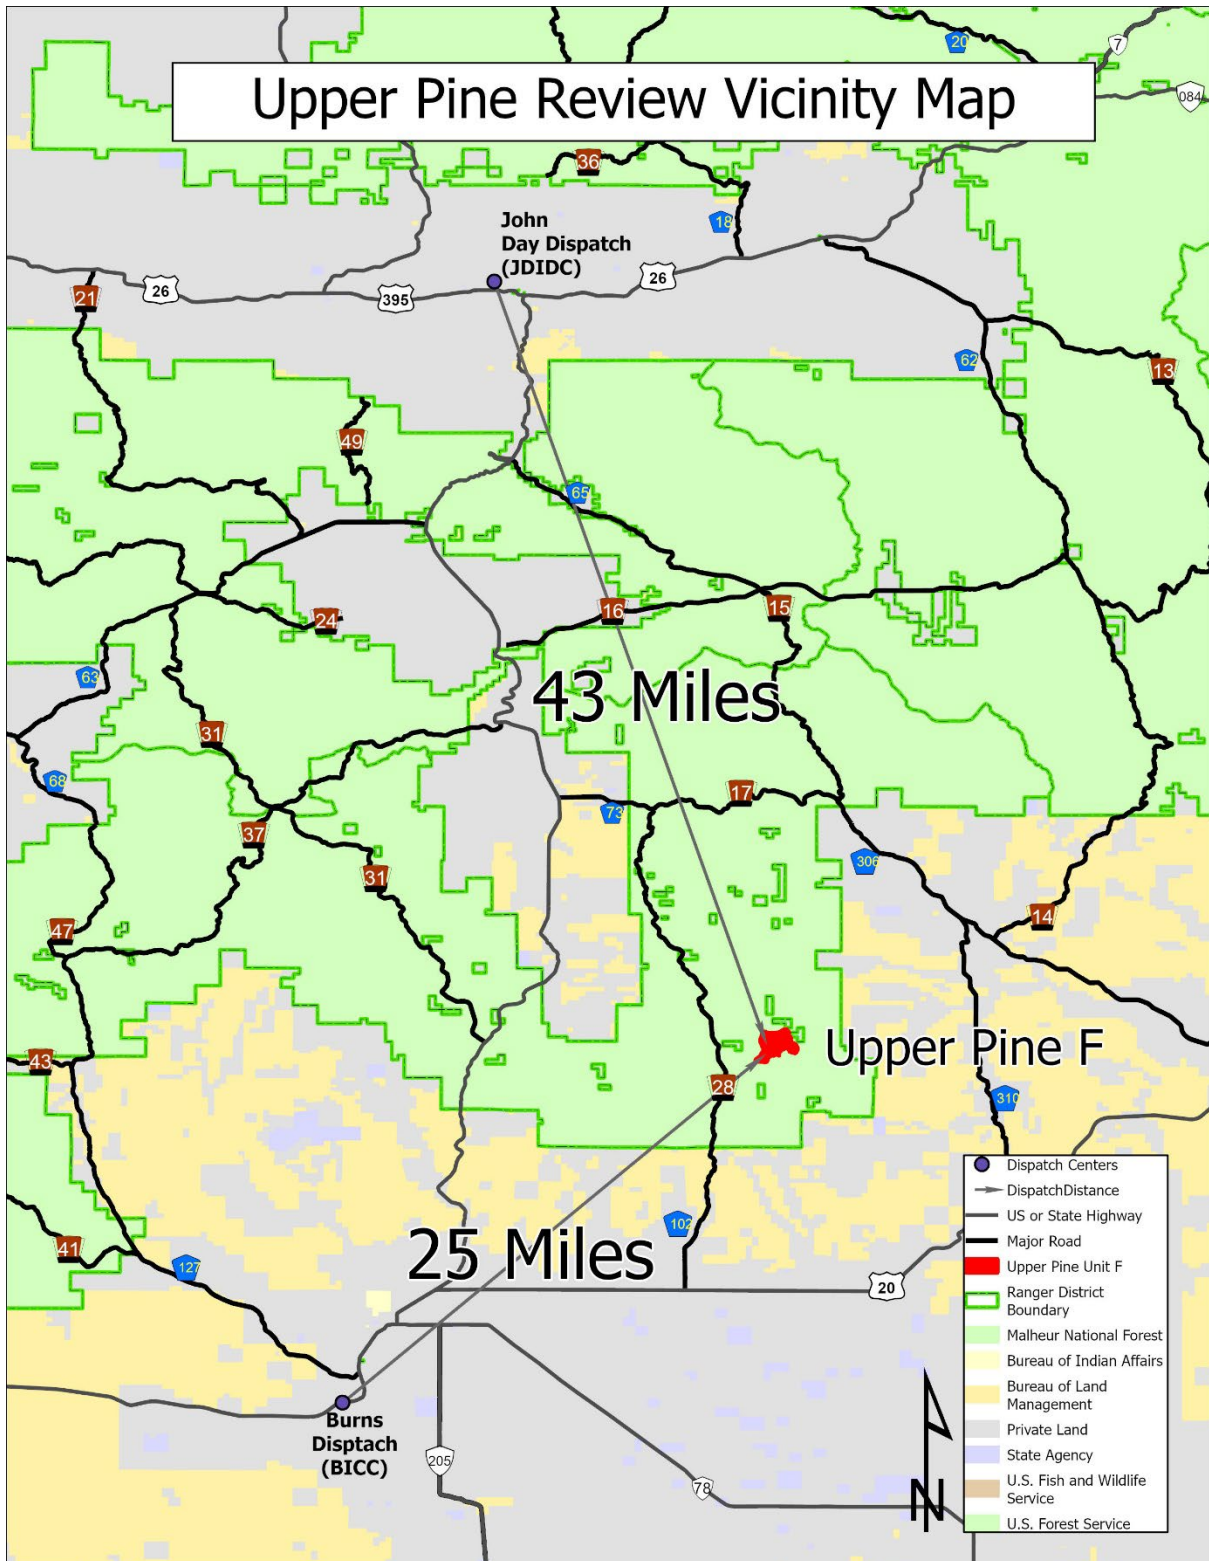 Upper Pine Review Vicinity Map
20
7
084
36
18
John
Day Dispatch
(JDIDC)
26
26
21
395
62
13
49
65
24
16
15
63
43 Miles
31
68
17
73
37
306
31
47
14
Upper Pine F
43
28
310
102
25 Miles
41
127
20
Burns
Disptach
(BICC)
205
78
N
Dispatch Centers
DispatchDistance
US or State Highway
Major Road
Upper Pine Unit F
Ranger District
Boundary
Malheur National Forest
Bureau of Indian Affairs
Bureau of Land
Management
Private Land
State Agency
U.S. Fish and Wildlife
Service
U.S. Forest Service